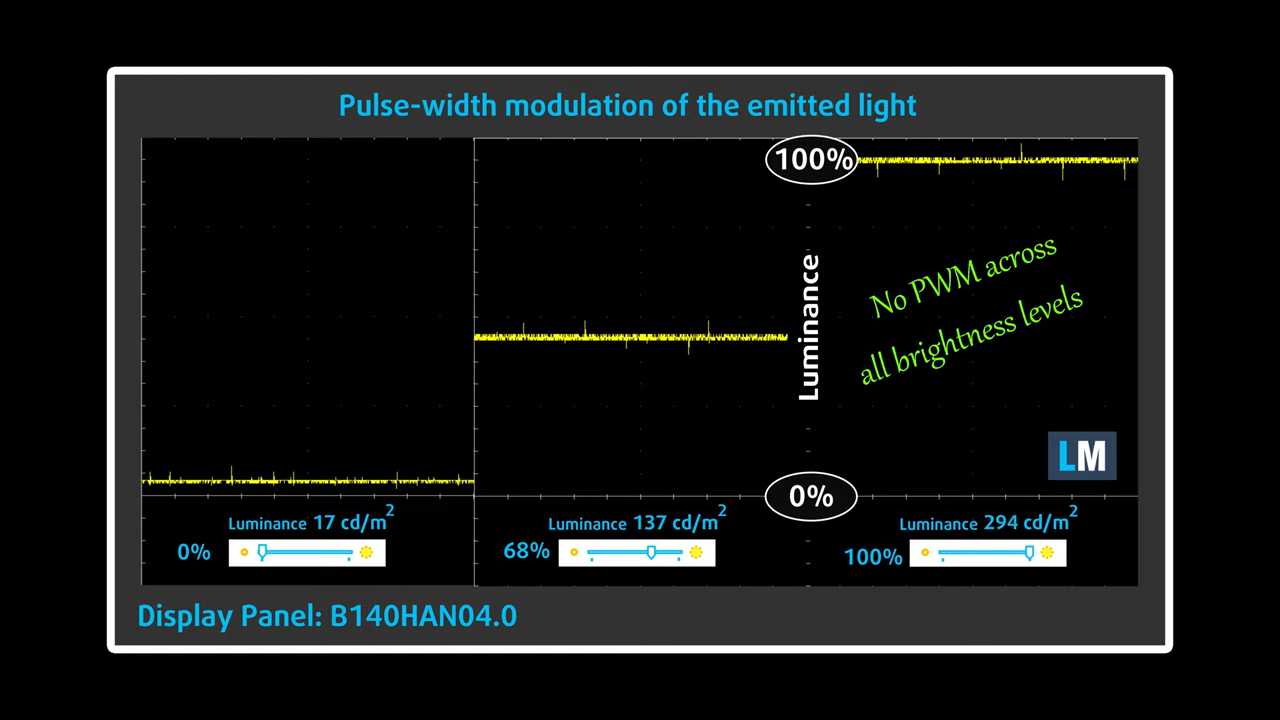 Pulse-width modulation of the emitted light
100%
No PWM across
all brightness levels
Luminance
LM
0%
Luminance 17 cd/m²
0%
Luminance 137 cd/m²
68%
Luminance 294 cd/m²
100%
Display Panel: B140HAN04.0